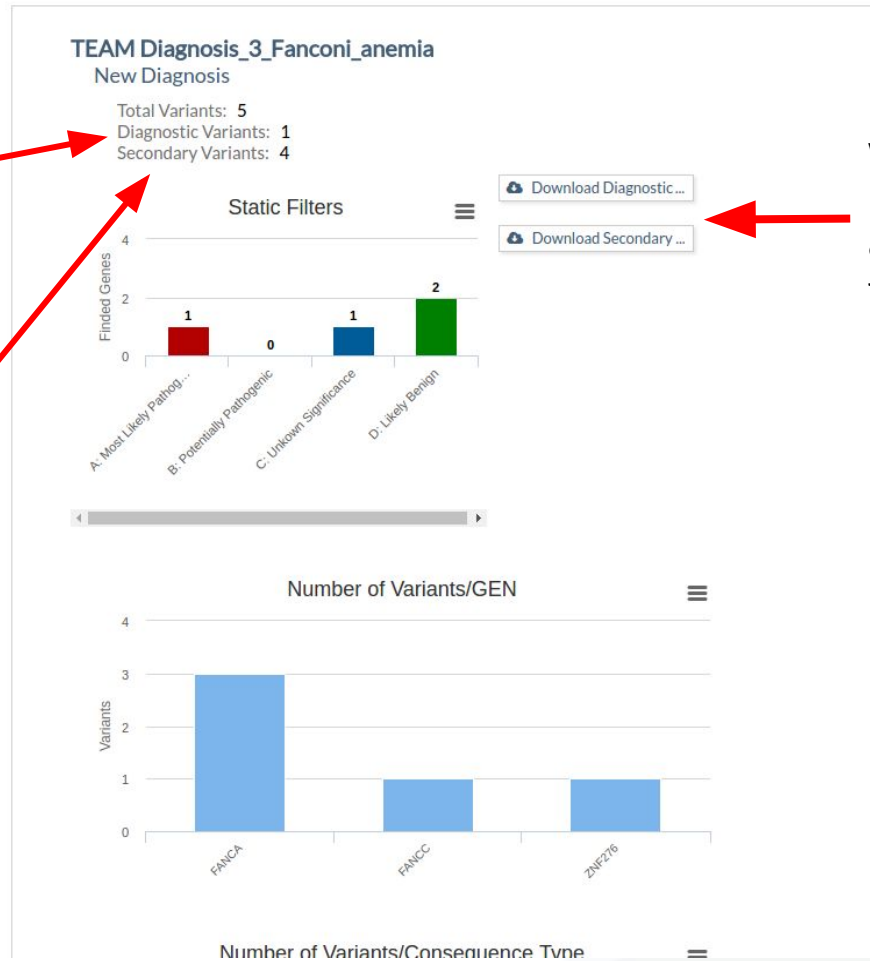 TEAM Diagnosis_3_Fanconi_anemia
New Diagnosis
Total Variants: 5
Diagnostic Variants: 1
Secondary Variants: 4
Download Diagnostic ...
Download Secondary ...
Static Filters
Finded Genes
4
2
0
1
0
1
2
A: Most Likely Pathog...
B: Potentially Pathogenic
C: Unkown Significance
D: Likely Benign
Number of Variants/GEN
Variants
4
3
2
1
0
FANCA
FANCC
ZNF276
Number of Variants/Consequence Type